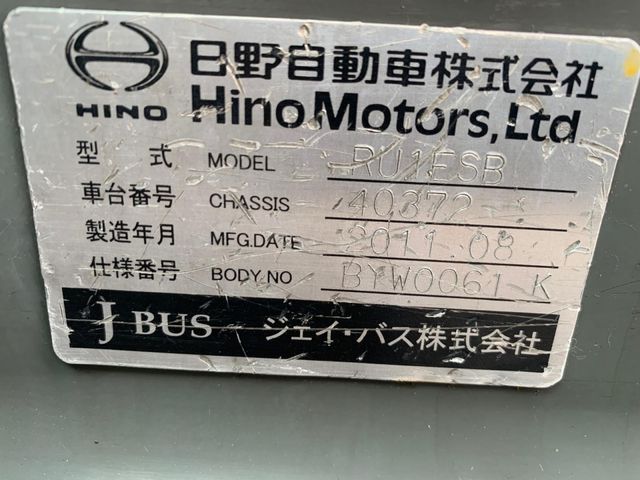 日野自動車株式会社
HINO Hino Motors, Ltd
型式 MODEL RU1ESB
車台番号 CHASSIS 40372
製造年月 MFG.DATE 2011.08
仕様番号 BODY.NO BYW0061 K
J BUS ジェイ・バス株式会社